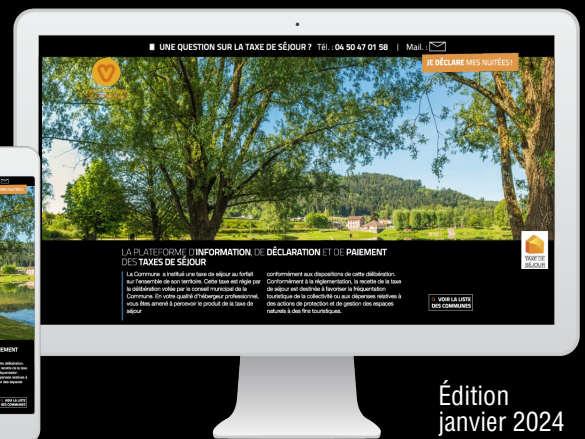 ■ UNE QUESTION SUR LA TAXE DE SÉJOUR ? Tél. : 04 50 47 01 58 | Mail. :
JE DÉCLARE MES NUITÉES !
LA PLATEFORME D'INFORMATION, DE DÉCLARATION ET DE PAIEMENT
DES TAXES DE SÉJOUR
La Commune a institué une taxe de séjour au forfait
sur l'ensemble de son territoire. Cette taxe est régie par
la délibération votée par le conseil municipal de la
Commune. En votre qualité d'hébergeur professionnel,
vous êtes amené à percevoir le produit de la taxe de
séjour
conformément aux dispositions de cette délibération.
Conformément à la réglementation, la recette de la taxe
de séjour est destinée à favoriser la fréquentation
touristique de la collectivité ou aux dépenses relatives à
des actions de protection et de gestion des espaces
naturels à des fins touristiques.
TAXE DE
SÉJOUR
VOIR LA LISTE
DES COMMUNES
EMENT
VOIR LA LISTE
DES COMMUNES
Édition
janvier 2024